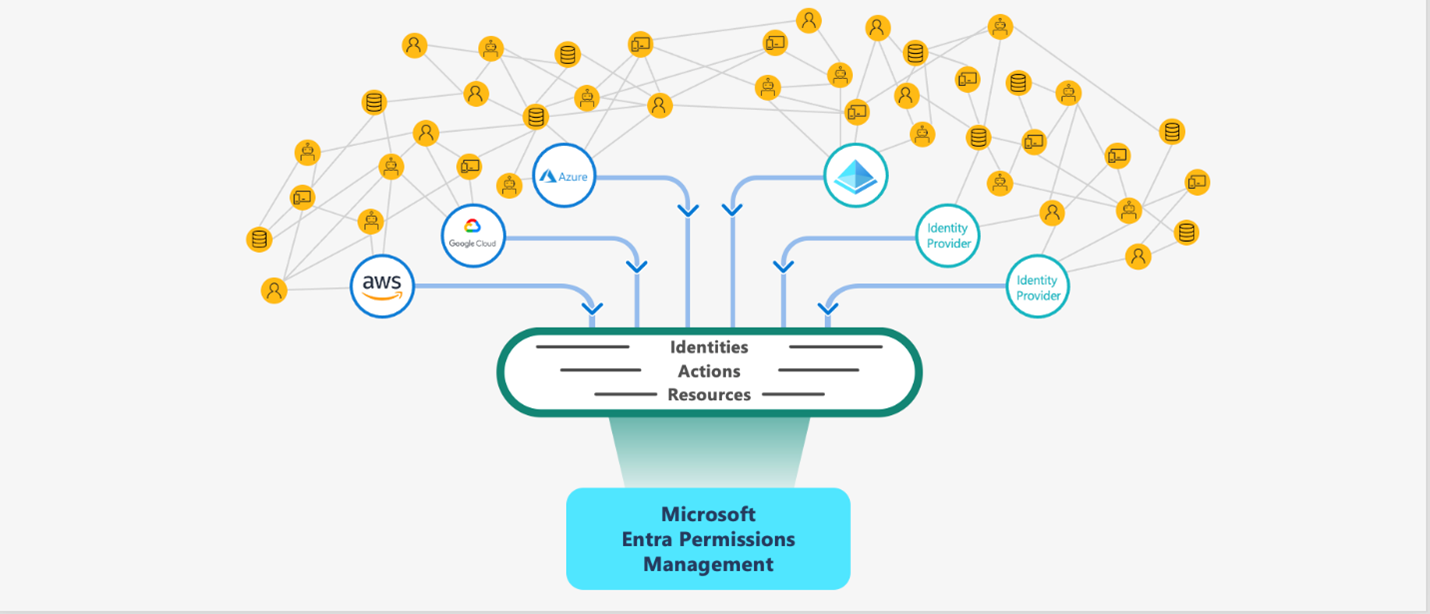 Azure
Google Cloud
aws
Identity
Provider
Identity
Provider
Identities
Actions
Resources
Microsoft
Entra Permissions
Management